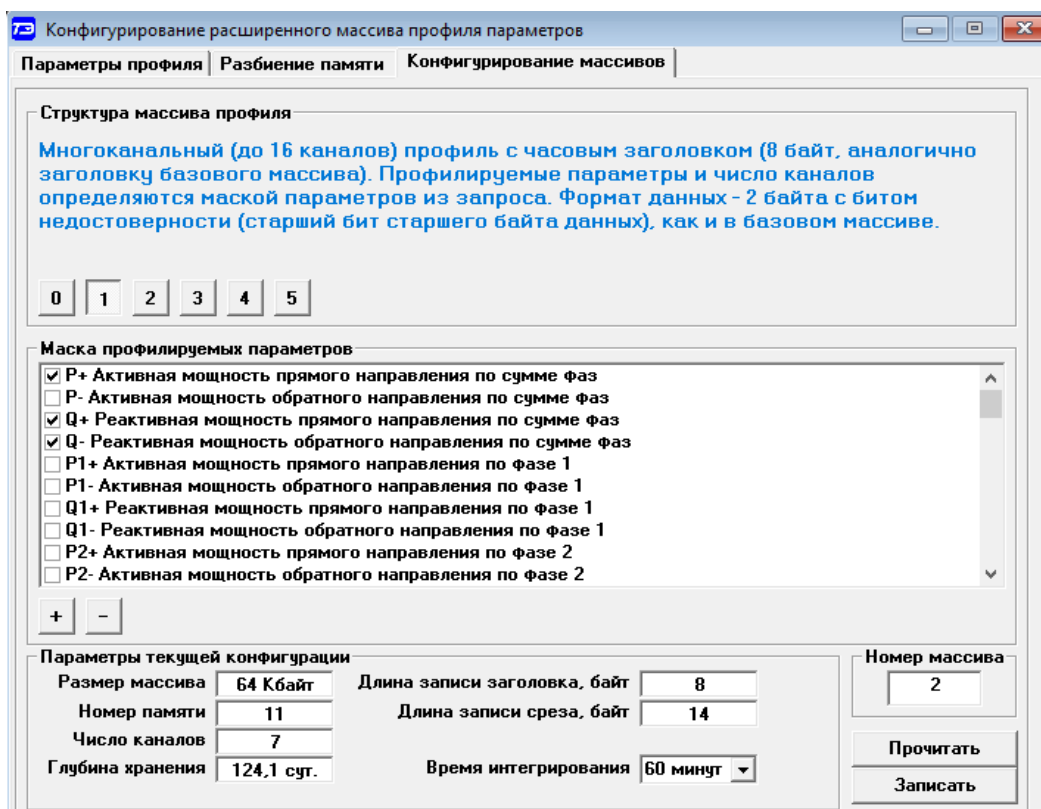 ТЭ Конфигурирование расширенного массива профиля параметров
Параметры профиля Разбиение памяти Конфигурирование массивов
Структура массива профиля
Многоканальный (до 16 каналов) профиль с часовым заголовком (8 байт, аналогично
заголовку базового массива). Профилируемые параметры и число каналов
определяются маской параметров из запроса. Формат данных - 2 байта с битом
недостоверности (старший бит старшего байта данных), как и в базовом массиве.
0 1 2 3 4 5
Маска профилируемых параметров
P+ Активная мощность прямого направления по сумме фаз
P- Активная мощность обратного направления по сумме фаз
Q+ Реактивная мощность прямого направления по сумме фаз
Q- Реактивная мощность обратного направления по сумме фаз
P1+ Активная мощность прямого направления по фазе 1
P1- Активная мощность обратного направления по фазе 1
Q1+ Реактивная мощность прямого направления по фазе 1
Q1- Реактивная мощность обратного направления по фазе 1
P2+ Активная мощность прямого направления по фазе 2
P2- Активная мощность обратного направления по фазе 2
+ -
Параметры текущей конфигурации
Размер массива 64 Кбайт Длина записи заголовка, байт 8
Номер памяти 11 Длина записи среза, байт 14
Число каналов 7
Глубина хранения 124,1 сут. Время интегрирования 60 минут
Номер массива
2
Прочитать
Записать